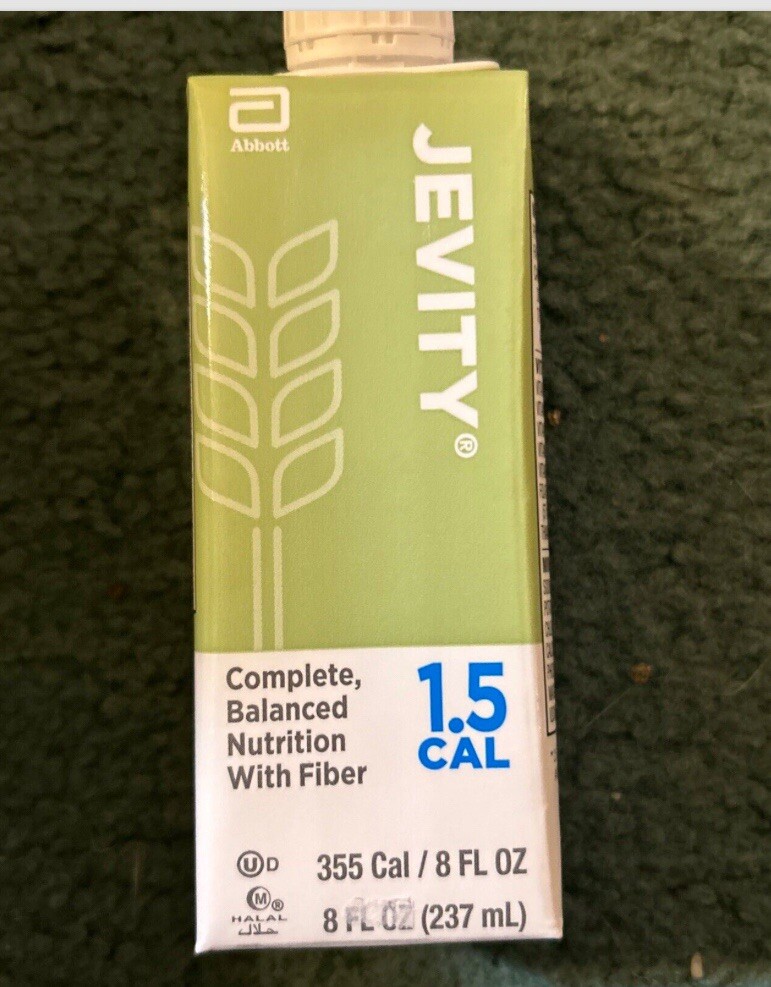 Abbott
JEVITY®
Complete,
Balanced
Nutrition
With Fiber
1.5
CAL
U D
355 Cal / 8 FL OZ
M ®
HALAL
حلال
8 FL OZ (237 mL)